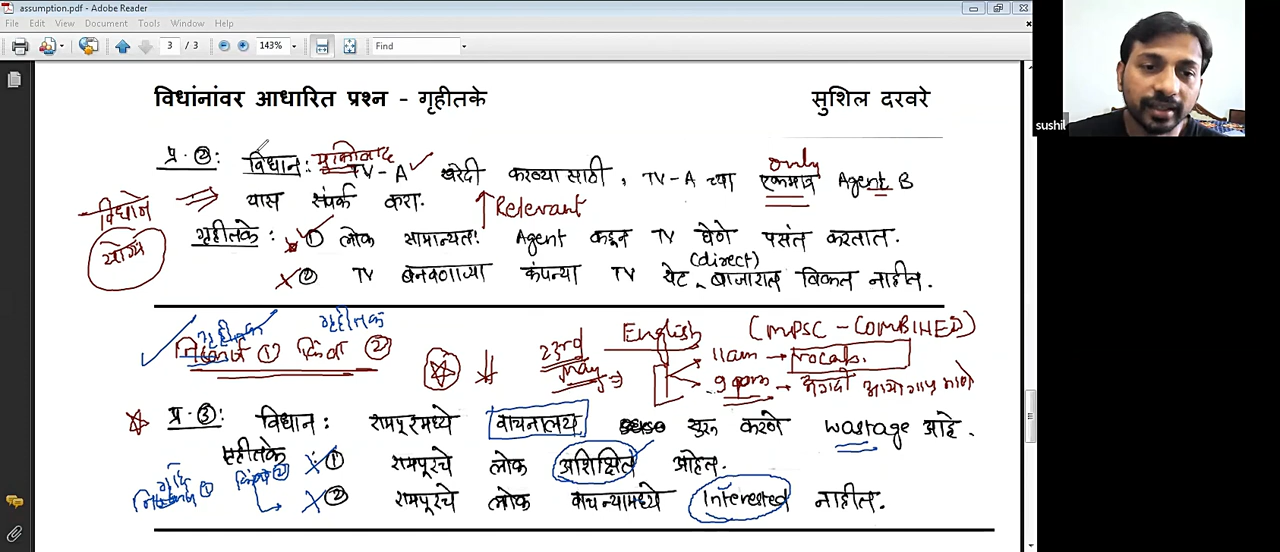 assumption.pdf - Adobe Reader
File Edit View Document Tools Window Help
3 / 3 143% Find
विधांनांवर आधारित प्रश्न - गृहीतके सुशिल दरवरे
only
प्र. ②: विधान: TV-A खरेदी करण्यासाठी, TV-A च्या एकमात्र Agent B
विधाने यास संपर्क करा. Relevant
योग्य गृहीतके: ① लोक सामान्यतः Agent कडून TV घेणे पसंत करतात.
(direct)
② TV बनवणाऱ्या कंपन्या TV थेट बाजारात विकत नाहीत.
गृहीतक गृहीतक
निष्कर्ष ① किंवा ② 23rd May English (MPSC - COMBINED)
11am → vocab.
9pm →
प्र. ③: विधान: रामपूरमध्ये वाचनालय सुरू करणे wastage आहे.
गृहीतके ① रामपूरचे लोक अशिक्षित आहेत.
② रामपूरचे लोक वाचन्यामध्ये Interested नाहीत.
sushil